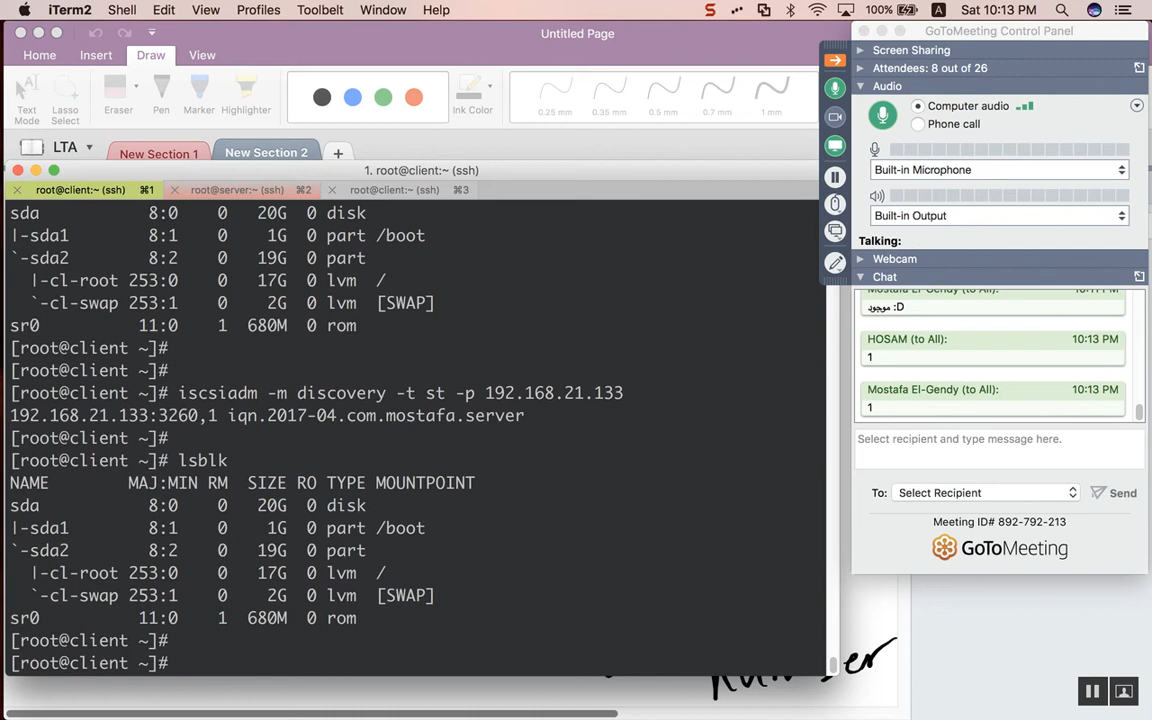 iTerm2 Shell Edit View Profiles Toolbelt Window Help
100% A Sat 10:13 PM
Untitled Page
Home Insert Draw View
Text Mode
Lasso Select
Eraser
Pen
Marker
Highlighter
Ink Color
0.25 mm 0.35 mm 0.5 mm 0.7 mm 1 mm
LTA
New Section 1
New Section 2
+
1. root@client:~ (ssh)
root@client:~ (ssh) ⌘1
root@server:~ (ssh) ⌘2
root@client:~ (ssh) ⌘3
sda 8:0 0 20G 0 disk
|-sda1 8:1 0 1G 0 part /boot
`-sda2 8:2 0 19G 0 part
|-cl-root 253:0 0 17G 0 lvm /
`-cl-swap 253:1 0 2G 0 lvm [SWAP]
sr0 11:0 1 680M 0 rom
[root@client ~]#
[root@client ~]#
[root@client ~]# iscsiadm -m discovery -t st -p 192.168.21.133
192.168.21.133:3260,1 iqn.2017-04.com.mostafa.server
[root@client ~]#
[root@client ~]# lsblk
NAME MAJ:MIN RM SIZE RO TYPE MOUNTPOINT
sda 8:0 0 20G 0 disk
|-sda1 8:1 0 1G 0 part /boot
`-sda2 8:2 0 19G 0 part
|-cl-root 253:0 0 17G 0 lvm /
`-cl-swap 253:1 0 2G 0 lvm [SWAP]
sr0 11:0 1 680M 0 rom
[root@client ~]#
[root@client ~]#
GoToMeeting Control Panel
Screen Sharing
Attendees: 8 out of 26
Audio
Computer audio
Phone call
Built-in Microphone
Built-in Output
Talking:
Webcam
Chat
Mostafa El-Gendy (to All): 10:11 PM
موجود :D
HOSAM (to All): 10:13 PM
1
Mostafa El-Gendy (to All): 10:13 PM
1
Select recipient and type message here.
To: Select Recipient
Send
Meeting ID# 892-792-213
GoToMeeting